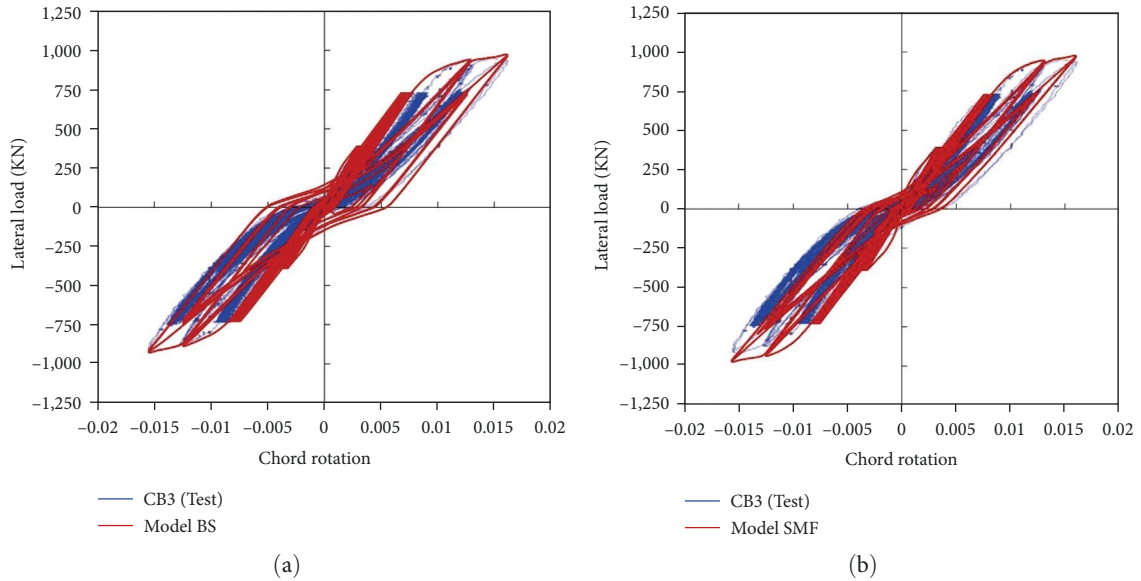 1,250
1,000
750
500
250
0
–250
–500
–750
–1,000
–1,250
Lateral load (KN)
–0.02 –0.015 –0.01 –0.005 0 0.005 0.01 0.015 0.02
Chord rotation
CB3 (Test)
Model BS
(a)
1,250
1,000
750
500
250
0
–250
–500
–750
–1,000
–1,250
Lateral load (KN)
–0.02 –0.015 –0.01 –0.005 0 0.005 0.01 0.015 0.02
Chord rotation
CB3 (Test)
Model SMF
(b)